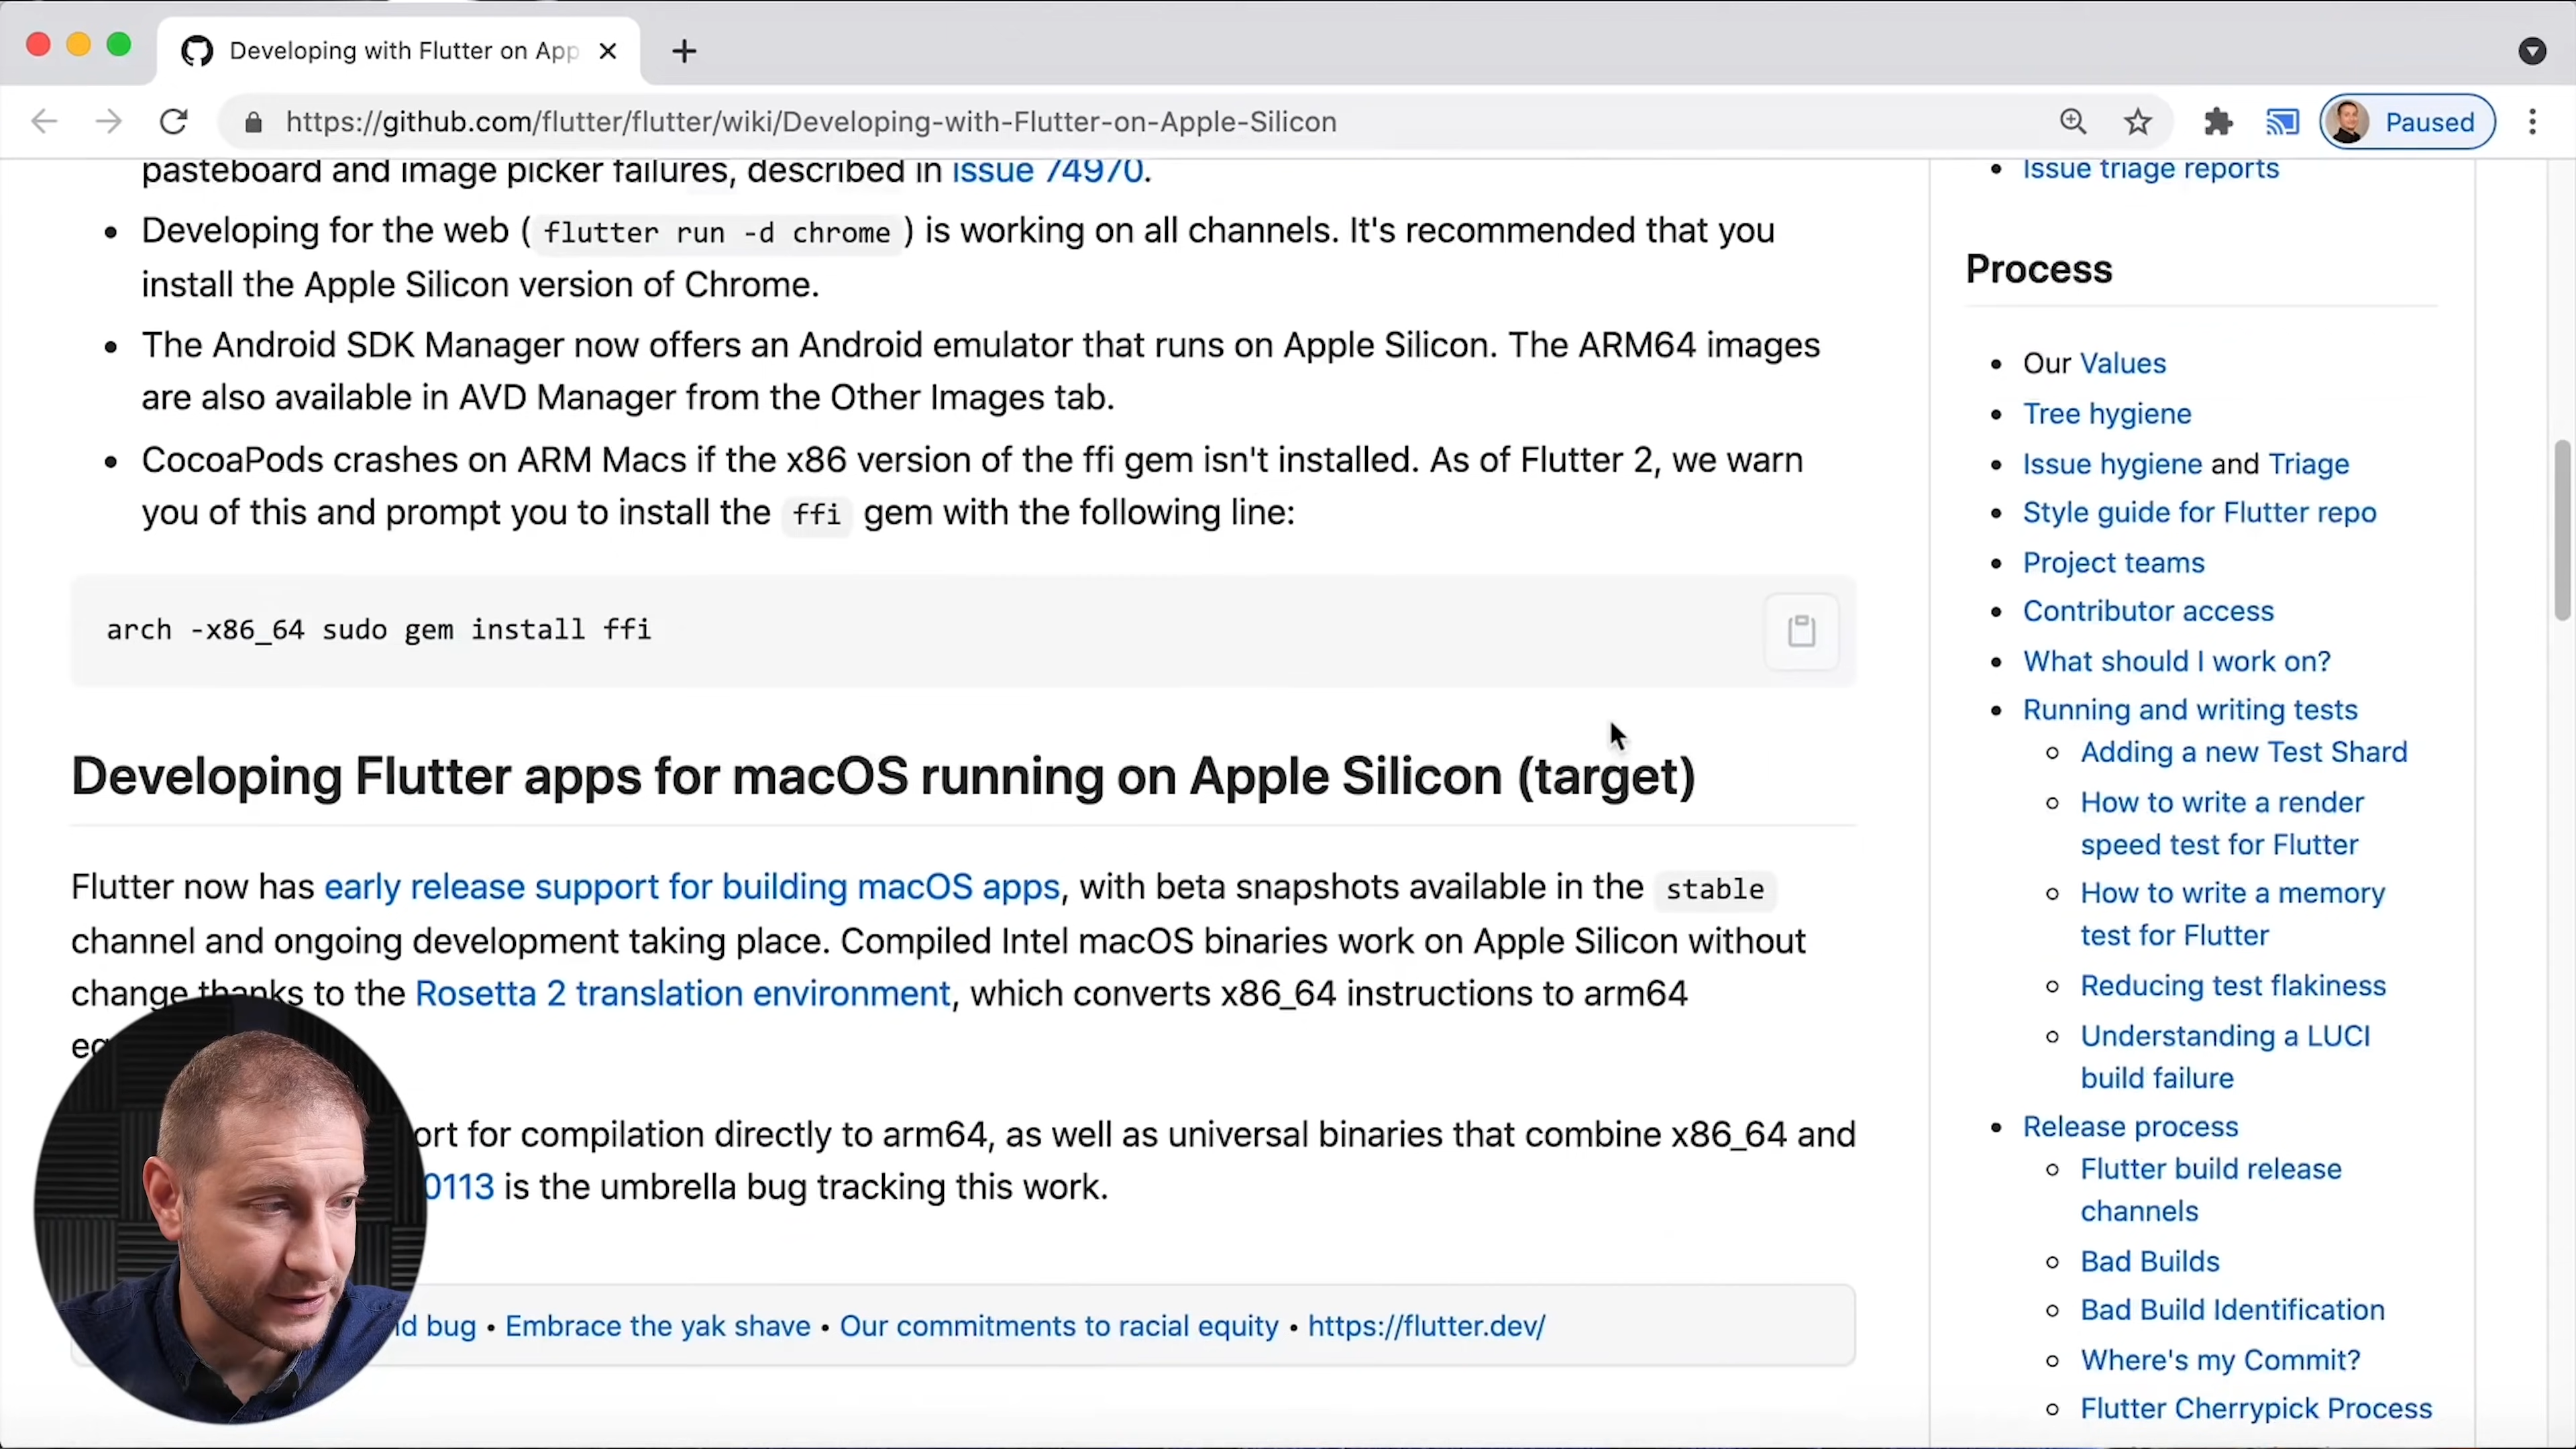 Developing with Flutter on App
https://github.com/flutter/flutter/wiki/Developing-with-Flutter-on-Apple-Silicon
Paused
pasteboard and image picker failures, described in issue 74970.
Developing for the web ( flutter run -d chrome ) is working on all channels. It's recommended that you
install the Apple Silicon version of Chrome.
The Android SDK Manager now offers an Android emulator that runs on Apple Silicon. The ARM64 images
are also available in AVD Manager from the Other Images tab.
CocoaPods crashes on ARM Macs if the x86 version of the ffi gem isn't installed. As of Flutter 2, we warn
you of this and prompt you to install the ffi gem with the following line:
arch -x86_64 sudo gem install ffi
Developing Flutter apps for macOS running on Apple Silicon (target)
Flutter now has early release support for building macOS apps, with beta snapshots available in the stable
channel and ongoing development taking place. Compiled Intel macOS binaries work on Apple Silicon without
change thanks to the Rosetta 2 translation environment, which converts x86_64 instructions to arm64
ort for compilation directly to arm64, as well as universal binaries that combine x86_64 and
0113 is the umbrella bug tracking this work.
bug • Embrace the yak shave • Our commitments to racial equity • https://flutter.dev/
Issue triage reports
Process
Our Values
Tree hygiene
Issue hygiene and Triage
Style guide for Flutter repo
Project teams
Contributor access
What should I work on?
Running and writing tests
Adding a new Test Shard
How to write a render
speed test for Flutter
How to write a memory
test for Flutter
Reducing test flakiness
Understanding a LUCI
build failure
Release process
Flutter build release
channels
Bad Builds
Bad Build Identification
Where's my Commit?
Flutter Cherrypick Process